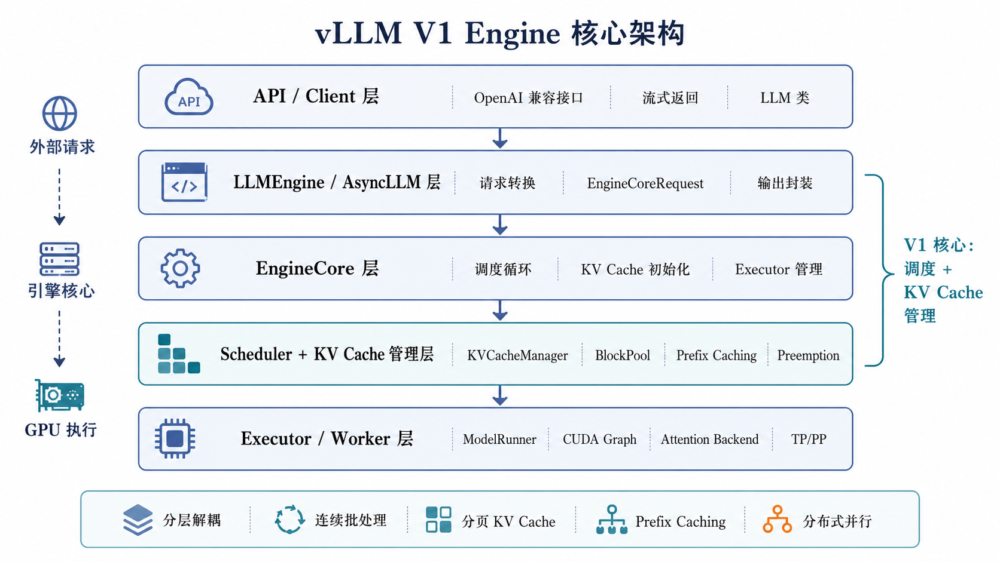 vLLM V1 Engine 核心架构
API
API / Client 层
OpenAI 兼容接口
流式返回
LLM 类
外部请求
</>
LLMEngine / AsyncLLM 层
请求转换
EngineCoreRequest
输出封装
引擎核心
EngineCore 层
调度循环
KV Cache 初始化
Executor 管理
V1 核心：
调度 +
KV Cache
管理
Scheduler + KV Cache 管理层
KVCacheManager
BlockPool
Prefix Caching
Preemption
GPU 执行
Executor / Worker 层
ModelRunner
CUDA Graph
Attention Backend
TP/PP
分层解耦
连续批处理
分页 KV Cache
Prefix Caching
分布式并行